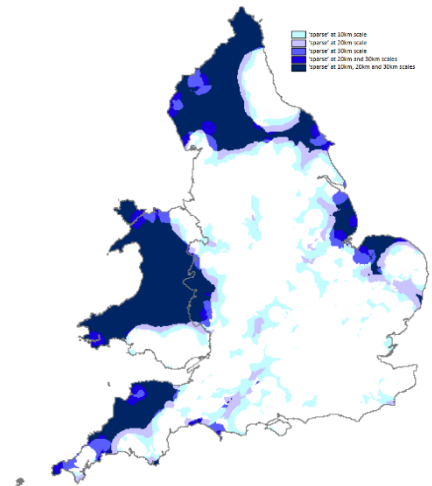 'sparse' at 10km scale
'sparse' at 20km scale
'sparse' at 30km scale
'sparse' at 20km and 30km scales
'sparse' at 10km, 20km and 30km scales